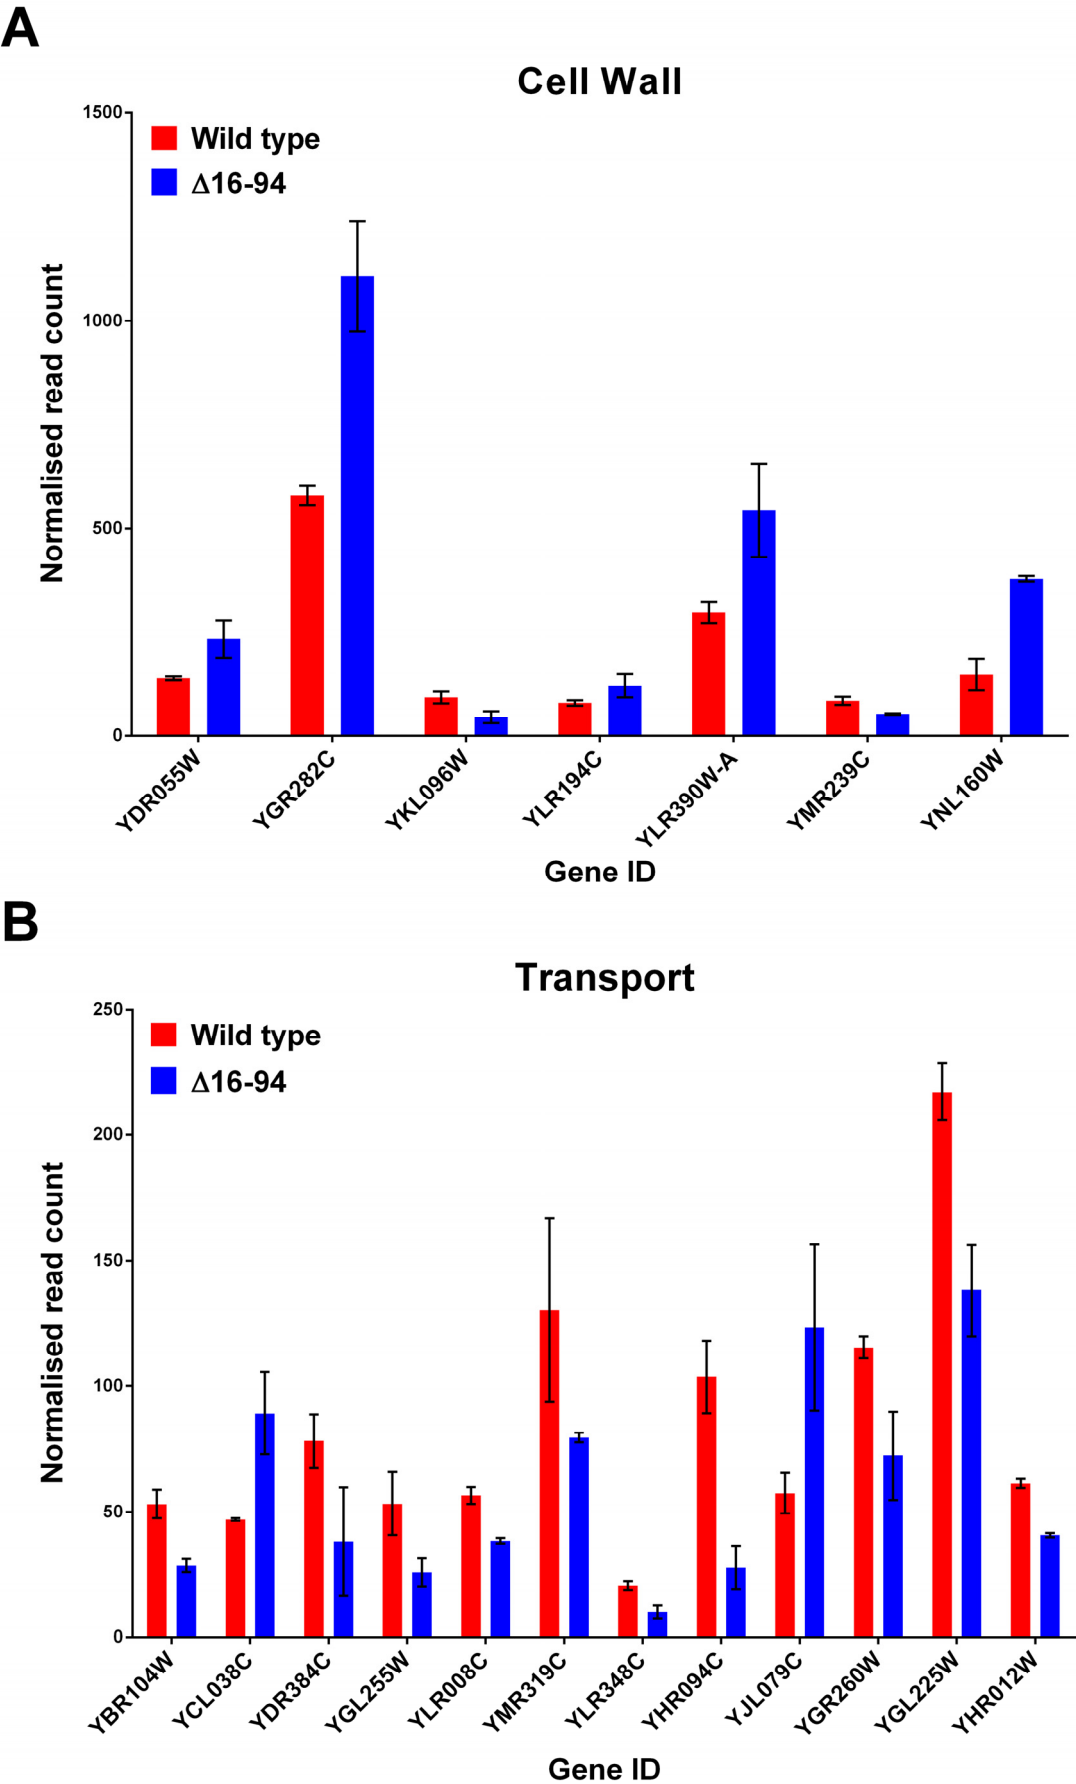 A
Cell Wall
1500
Wild type
Δ16-94
1000
500
0
Normalised read count
YDR055W
YGR282C
YKL096W
YLR194C
YLR390W-A
YMR239C
YNL160W
Gene ID
B
Transport
250
Wild type
Δ16-94
200
150
100
50
0
Normalised read count
YBR104W
YCL038C
YDR384C
YGL255W
YLR008C
YMR319C
YLR348C
YHR094C
YJL079C
YGR260W
YGL225W
YHR012W
Gene ID